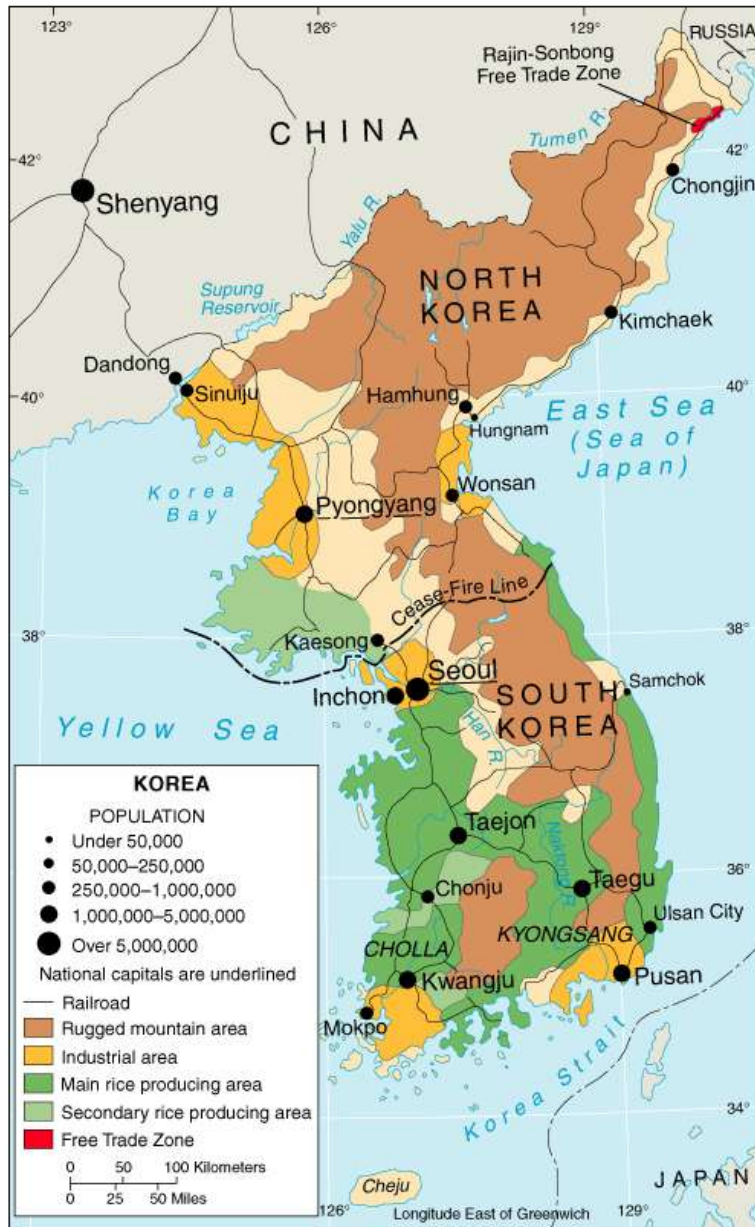 123°
126°
129°
RUSSIA
Rajin-Sonbong
Free Trade Zone
CHINA
Tumen R.
42°
42°
Chongjin
Shenyang
Yalu R.
NORTH
KOREA
Supung
Reservoir
Kimchaek
Dandong
Sinuiju
40°
40°
Hamhung
Hungnam
East Sea
(Sea of
Japan)
Korea
Bay
Wonsan
Pyongyang
Cease-Fire Line
38°
38°
Kaesong
Seoul
Inchon
SOUTH
KOREA
Samchok
Han R.
Yellow Sea
Taejon
Naktong R.
36°
Taegu
Chonju
Ulsan City
CHOLLA
KYONGSANG
Kwangju
Pusan
Mokpo
Korea Strait
34°
Cheju
JAPAN
126°
129°
Longitude East of Greenwich
KOREA
POPULATION
Under 50,000
50,000–250,000
250,000–1,000,000
1,000,000–5,000,000
Over 5,000,000
National capitals are underlined
Railroad
Rugged mountain area
Industrial area
Main rice producing area
Secondary rice producing area
Free Trade Zone
0 50 100 Kilometers
0 25 50 Miles